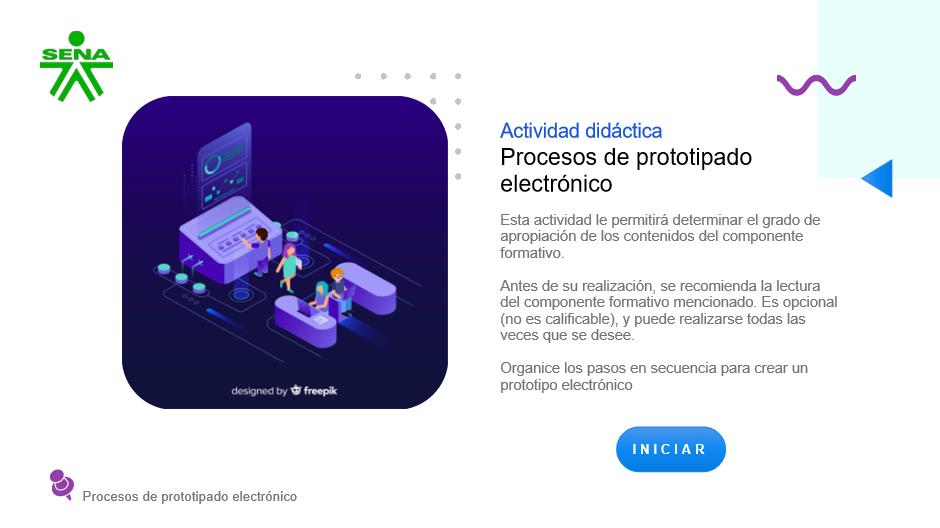 SENA
Actividad didáctica
Procesos de prototipado
electrónico
Esta actividad le permitirá determinar el grado de
apropiación de los contenidos del componente
formativo.
Antes de su realización, se recomienda la lectura
del componente formativo mencionado. Es opcional
(no es calificable), y puede realizarse todas las
veces que se desee.
Organice los pasos en secuencia para crear un
prototipo electrónico
designed by freepik
INICIAR
Procesos de prototipado electrónico